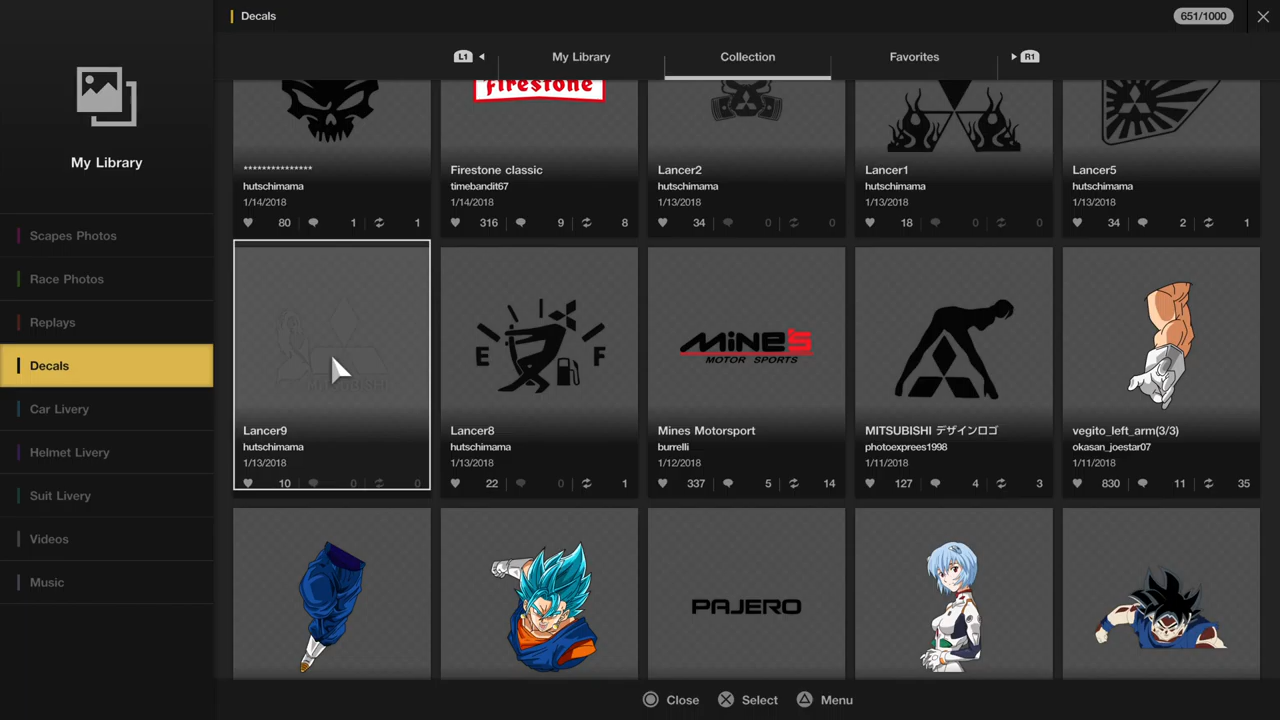 Decals
651/1000
L1
My Library
Collection
Favorites
R1
My Library
Scapes Photos
Race Photos
Replays
Decals
Car Livery
Helmet Livery
Suit Livery
Videos
Music
Firestone
***************
hutschimama
1/14/2018
80 1 1
Firestone classic
timebandit67
1/14/2018
316 9 8
Lancer2
hutschimama
1/13/2018
34 0 0
Lancer1
hutschimama
1/13/2018
18 0 0
Lancer5
hutschimama
1/13/2018
34 2 1
MITSUBISHI
Lancer9
hutschimama
1/13/2018
10 0 0
E F
Lancer8
hutschimama
1/13/2018
22 0 1
MINE'S
MOTOR SPORTS
Mines Motorsport
burrelli
1/12/2018
337 5 14
MITSUBISHI デザインロゴ
photoexprees1998
1/11/2018
127 4 3
vegito_left_arm(3/3)
okasan_joestar07
1/11/2018
830 11 35
PAJERO
Close
Select
Menu